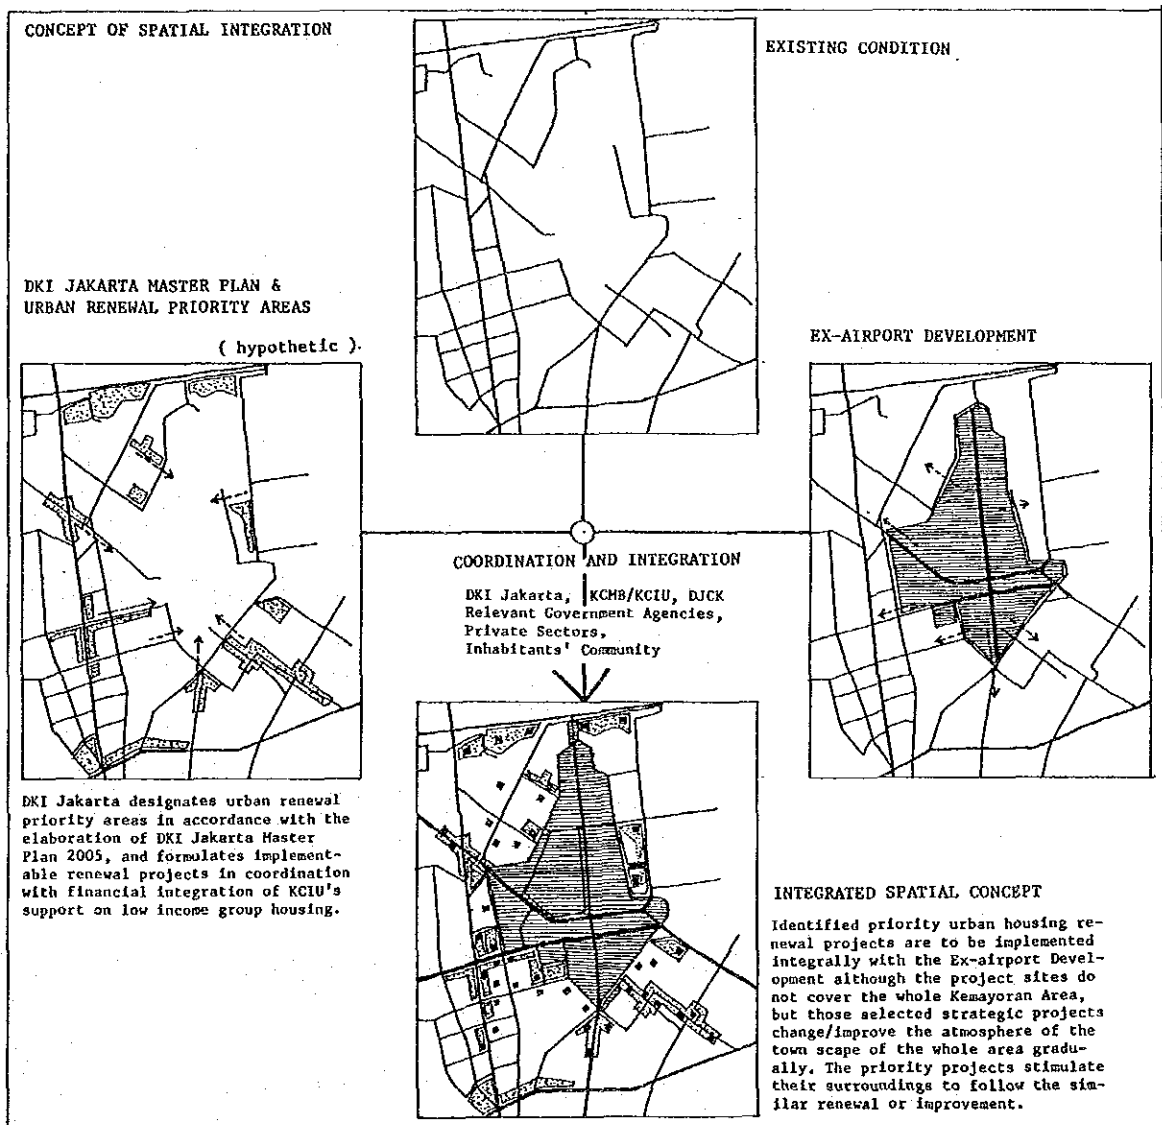 CONCEPT OF SPATIAL INTEGRATION
EXISTING CONDITION
DKI JAKARTA MASTER PLAN &
URBAN RENEWAL PRIORITY AREAS
( hypothetic ).
EX-AIRPORT DEVELOPMENT
COORDINATION AND INTEGRATION
DKI Jakarta, KCMB/KCIU, DJCK
Relevant Government Agencies,
Private Sectors,
Inhabitants' Community
DKI Jakarta designates urban renewal
priority areas in accordance with the
elaboration of DKI Jakarta Master
Plan 2005, and formulates implement-
able renewal projects in coordination
with financial integration of KCIU's
support on low income group housing.
INTEGRATED SPATIAL CONCEPT
Identified priority urban housing re-
newal projects are to be implemented
integrally with the Ex-airport Devel-
opment although the project sites do
not cover the whole Kemayoran Area,
but those selected strategic projects
change/improve the atmosphere of the
town scape of the whole area gradu-
ally. The priority projects stimulate
their surroundings to follow the sim-
ilar renewal or improvement.